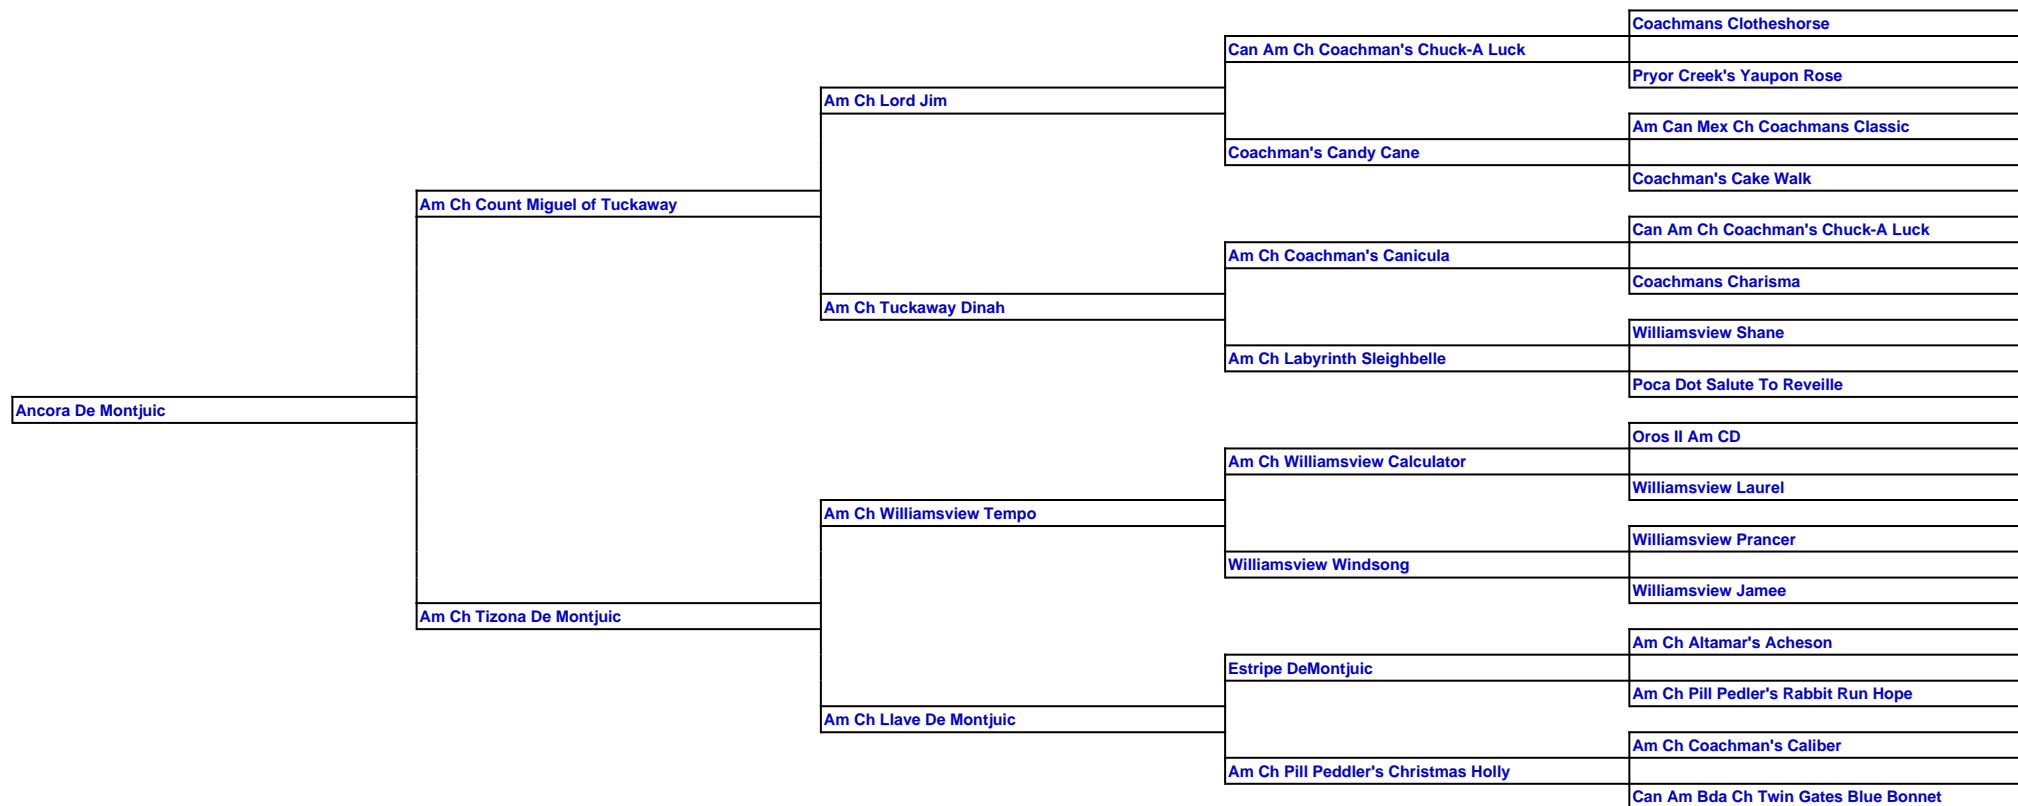 Coachmans Clotheshorse
Can Am Ch Coachman's Chuck-A Luck
Pryor Creek's Yaupon Rose
Am Ch Lord Jim
Am Can Mex Ch Coachmans Classic
Coachman's Candy Cane
Coachman's Cake Walk
Am Ch Count Miguel of Tuckaway
Can Am Ch Coachman's Chuck-A Luck
Am Ch Coachman's Canicula
Coachmans Charisma
Am Ch Tuckaway Dinah
Williamsview Shane
Am Ch Labyrinth Sleighbelle
Poca Dot Salute To Reveille
Ancora De Montjuic
Oros II Am CD
Am Ch Williamsview Calculator
Williamsview Laurel
Am Ch Williamsview Tempo
Williamsview Prancer
Williamsview Windsong
Williamsview Jamee
Am Ch Tizona De Montjuic
Am Ch Altamar's Acheson
Estripe DeMontjuic
Am Ch Pill Pedler's Rabbit Run Hope
Am Ch Llave De Montjuic
Am Ch Coachman's Caliber
Am Ch Pill Peddler's Christmas Holly
Can Am Bda Ch Twin Gates Blue Bonnet